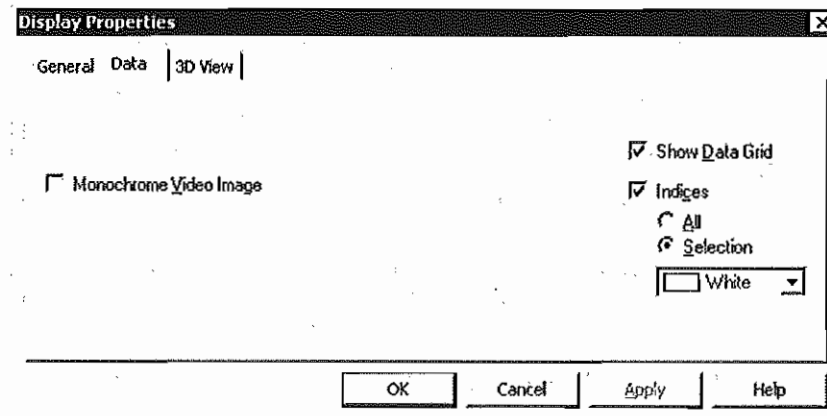 Display Properties
General Data 3D View
Show Data Grid
Monochrome Video Image
Indices
All
Selection
White
OK Cancel Apply Help